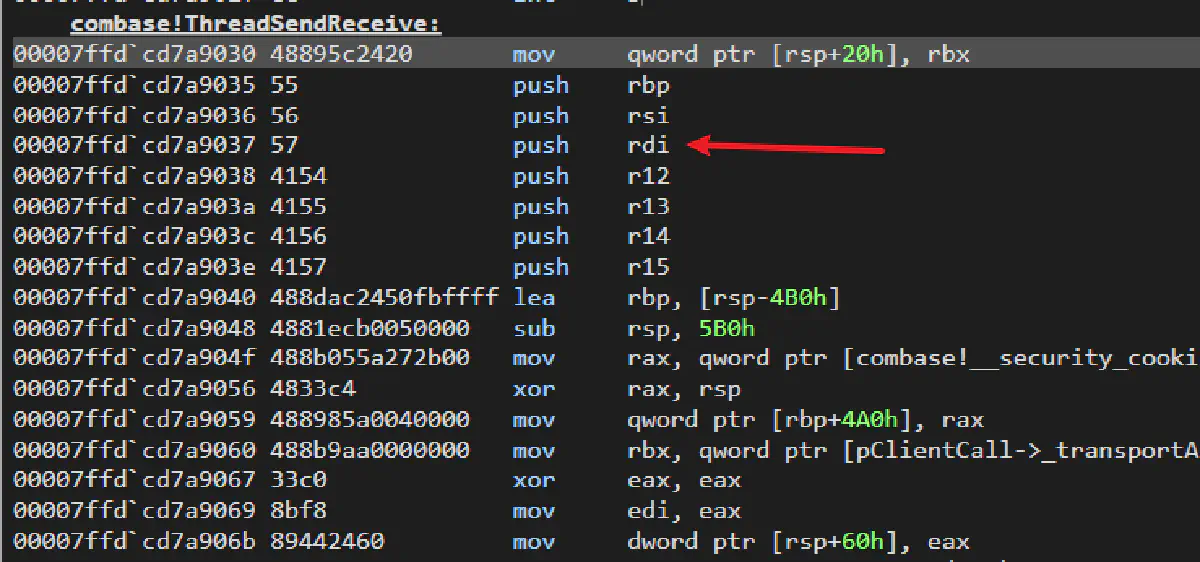 combase!ThreadSendReceive:
00007ffd`cd7a9030 48895c2420 mov qword ptr [rsp+20h], rbx
00007ffd`cd7a9035 55 push rbp
00007ffd`cd7a9036 56 push rsi
00007ffd`cd7a9037 57 push rdi
00007ffd`cd7a9038 4154 push r12
00007ffd`cd7a903a 4155 push r13
00007ffd`cd7a903c 4156 push r14
00007ffd`cd7a903e 4157 push r15
00007ffd`cd7a9040 488dac2450fbffff lea rbp, [rsp-4B0h]
00007ffd`cd7a9048 4881ecb0050000 sub rsp, 5B0h
00007ffd`cd7a904f 488b055a272b00 mov rax, qword ptr [combase!__security_cooki
00007ffd`cd7a9056 4833c4 xor rax, rsp
00007ffd`cd7a9059 488985a0040000 mov qword ptr [rbp+4A0h], rax
00007ffd`cd7a9060 488b9aa0000000 mov rbx, qword ptr [pClientCall->_transportA
00007ffd`cd7a9067 33c0 xor eax, eax
00007ffd`cd7a9069 8bf8 mov edi, eax
00007ffd`cd7a906b 89442460 mov dword ptr [rsp+60h], eax